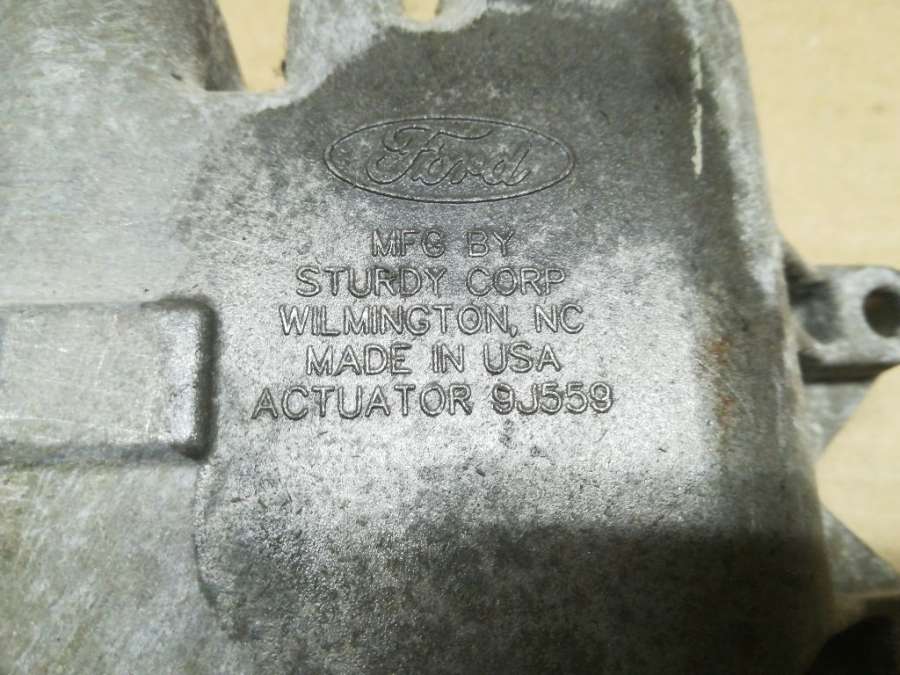 Ford
MFG BY
STURDY CORP
WILMINGTON, NC
MADE IN USA
ACTUATOR 9J559